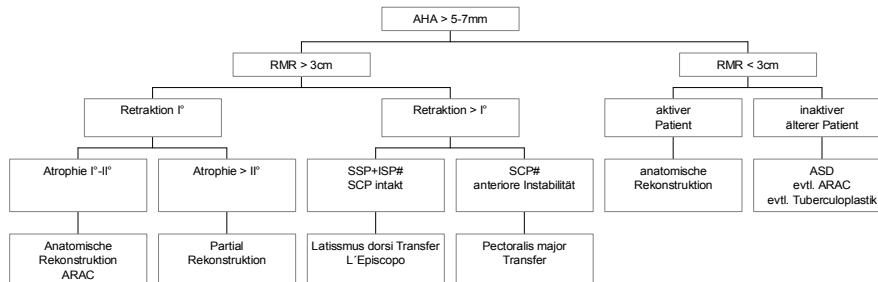 AHA > 5-7mm
RMR > 3cm
RMR < 3cm
Retraktion I°
Retraktion > I°
aktiver
Patient
inaktiver
älterer Patient
Atrophie I°-II°
Atrophie > II°
SSP+ISP#
SCP intakt
SCP#
anteriore Instabilität
anatomische
Rekonstruktion
ASD
evtl. ARAC
evtl. Tuberculoplastik
Anatomische
Rekonstruktion
ARAC
Partial
Rekonstruktion
Latissmus dorsi Transfer
L´Episcopo
Pectoralis major
Transfer